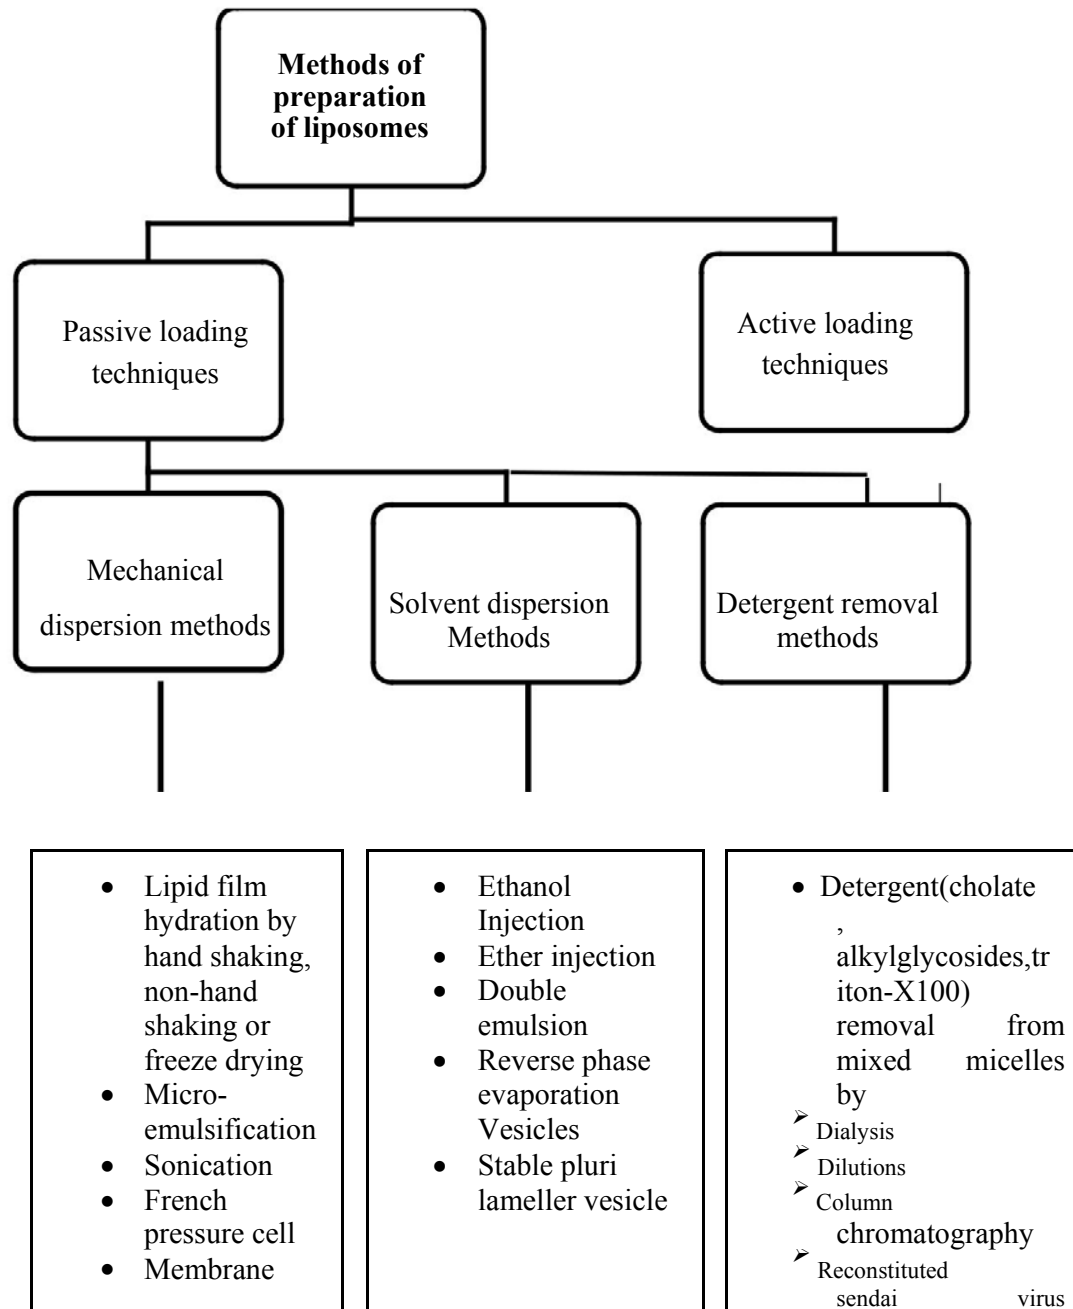 Methods of
preparation
of liposomes
Passive loading
techniques
Active loading
techniques
Mechanical
dispersion methods
Solvent dispersion
Methods
Detergent removal
methods
• Lipid film
hydration by
hand shaking,
non-hand
shaking or
freeze drying
• Micro-
emulsification
• Sonication
• French
pressure cell
• Membrane
• Ethanol
Injection
• Ether injection
• Double
emulsion
• Reverse phase
evaporation
Vesicles
• Stable pluri
lameller vesicle
• Detergent(cholate
,
alkylglycosides,tr
iton-X100)
removal from
mixed micelles
by
➢ Dialysis
➢ Dilutions
➢ Column
chromatography
➢ Reconstituted
sendai virus